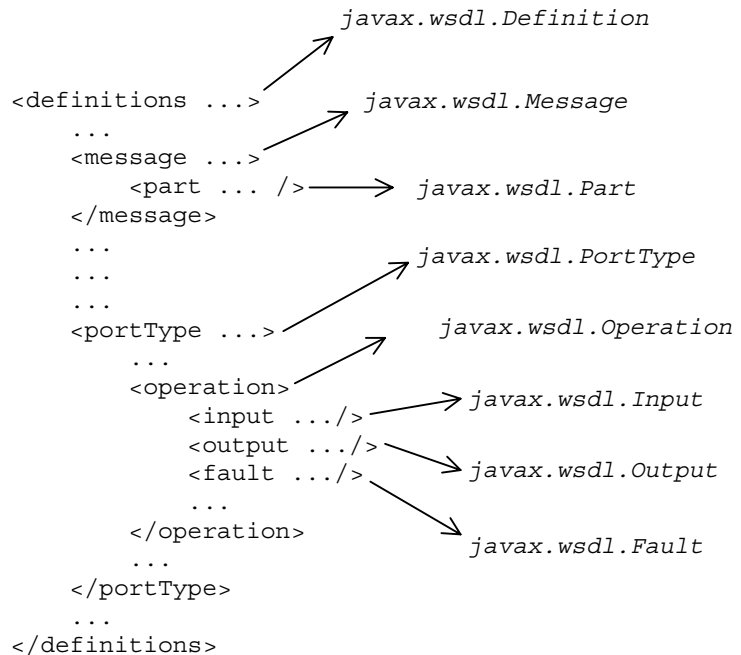 javax.wsdl.Definition
<definitions ...>
javax.wsdl.Message
...
<message ...>
<part ... />
javax.wsdl.Part
</message>
...
javax.wsdl.PortType
...
...
<portType ...>
javax.wsdl.Operation
...
<operation>
<input .../>
javax.wsdl.Input
<output .../>
<fault .../>
javax.wsdl.Output
...
</operation>
javax.wsdl.Fault
...
</portType>
...
</definitions>